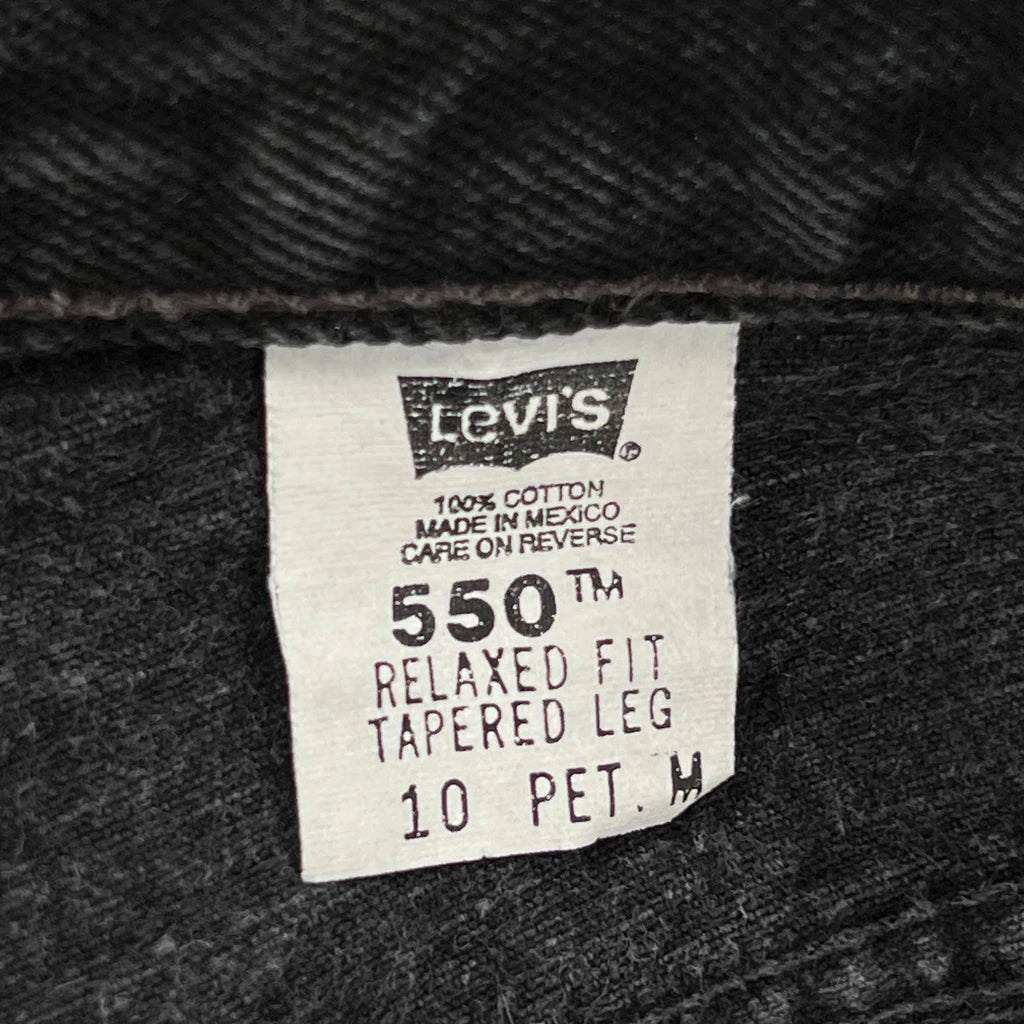 Levi's
100% COTTON
MADE IN MEXICO
CARE ON REVERSE
550™
RELAXED FIT
TAPERED LEG
10 PET. M